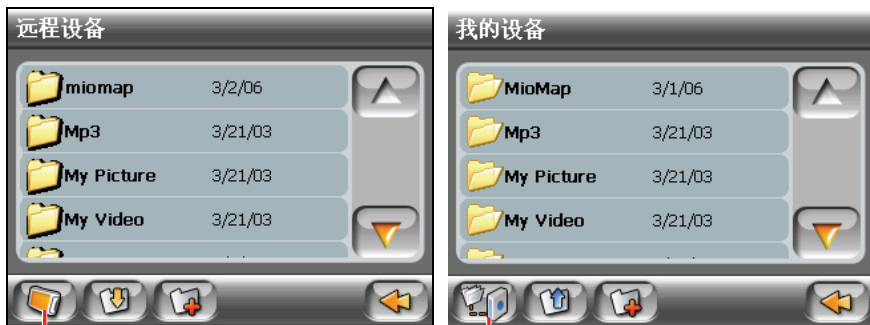 远程设备
miomap 3/2/06
Mp3 3/21/03
My Picture 3/21/03
My Video 3/21/03
我的设备
MioMap 3/1/06
Mp3 3/21/03
My Picture 3/21/03
My Video 3/21/03